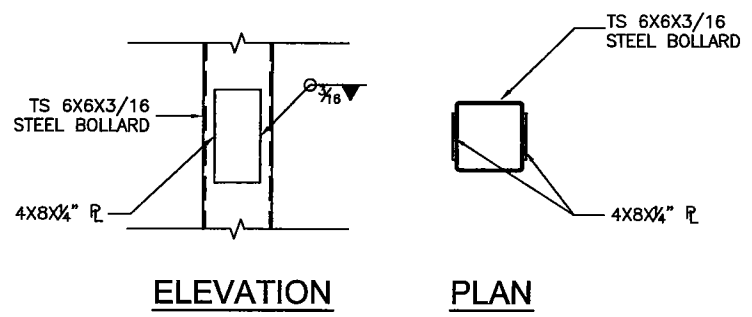 TS 6X6X3/16
STEEL BOLLARD
3/16
4X8X1/4" PL
ELEVATION
TS 6X6X3/16
STEEL BOLLARD
4X8X1/4" PL
PLAN